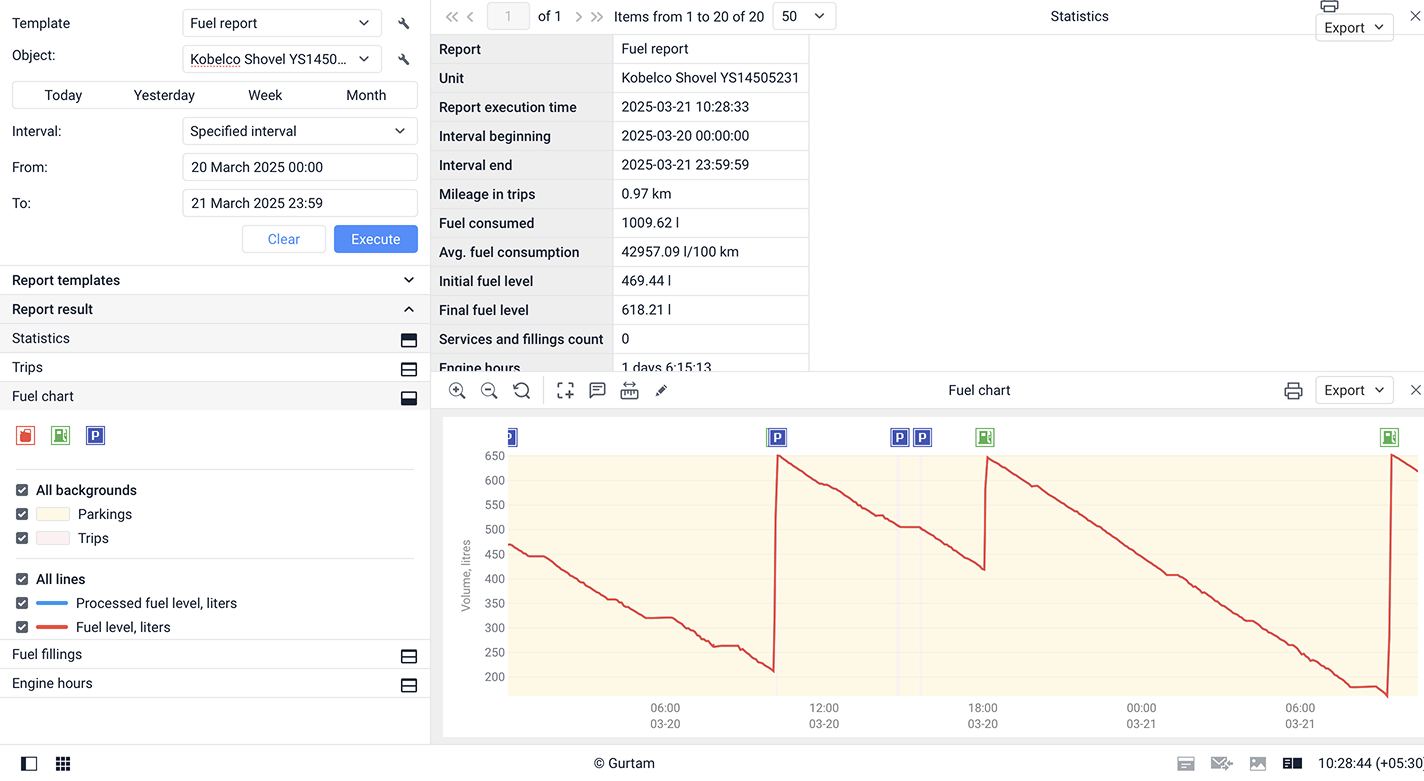 Template
Fuel report
Object:
Kobelco Shovel YS1450...
Today Yesterday Week Month
Interval:
Specified interval
From:
20 March 2025 00:00
To:
21 March 2025 23:59
Clear Execute
Report templates
Report result
Statistics
Trips
Fuel chart
P
All backgrounds
Parkings
Trips
All lines
Processed fuel level, liters
Fuel level, liters
Fuel fillings
Engine hours
1 of 1 Items from 1 to 20 of 20 50
Statistics
Export
Report Fuel report
Unit Kobelco Shovel YS14505231
Report execution time 2025-03-21 10:28:33
Interval beginning 2025-03-20 00:00:00
Interval end 2025-03-21 23:59:59
Mileage in trips 0.97 km
Fuel consumed 1009.62 l
Avg. fuel consumption 42957.09 l/100 km
Initial fuel level 469.44 l
Final fuel level 618.21 l
Services and fillings count 0
Engine hours 1 days 6:15:13
Fuel chart
Export
P P P P
Volume, litres
650
600
550
500
450
400
350
300
250
200
06:00 12:00 18:00 00:00 06:00
03-20 03-20 03-20 03-21 03-21
© Gurtam
10:28:44 (+05:30)